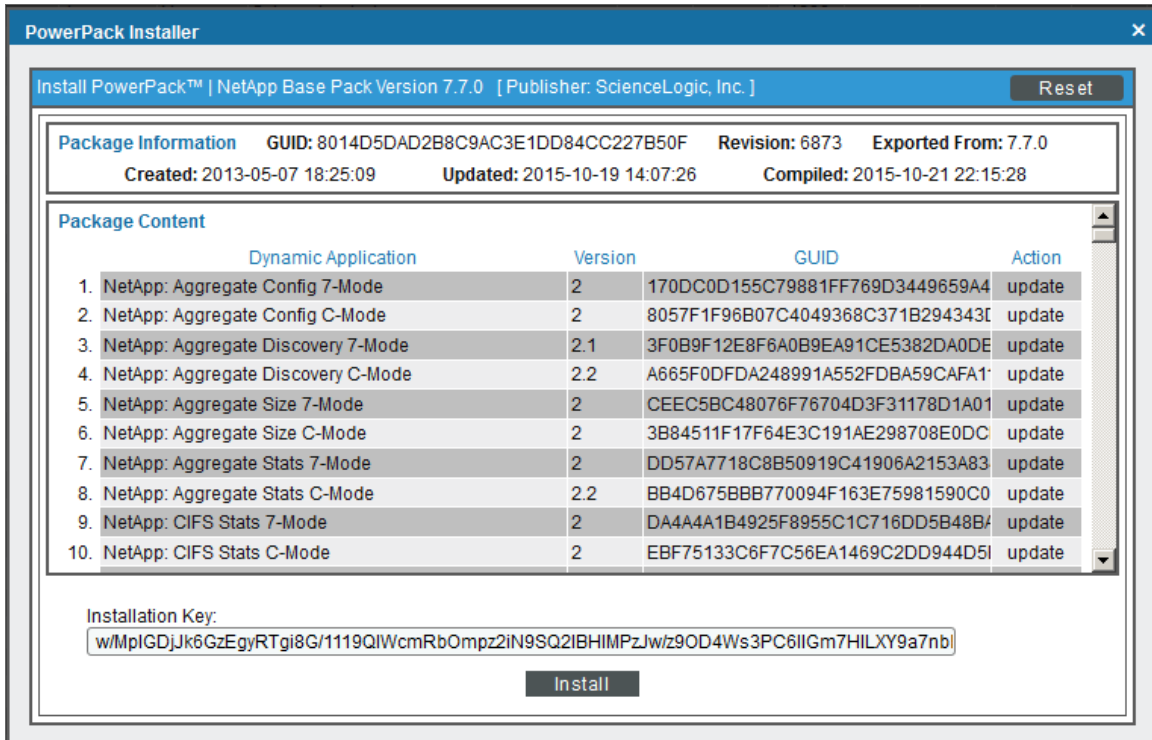 PowerPack Installer
Install PowerPack™ | NetApp Base Pack Version 7.7.0 [ Publisher: ScienceLogic, Inc. ] Reset
Package Information GUID: 8014D5DAD2B8C9AC3E1DD84CC227B50F Revision: 6873 Exported From: 7.7.0
Created: 2013-05-07 18:25:09 Updated: 2015-10-19 14:07:26 Compiled: 2015-10-21 22:15:28
Package Content
Dynamic Application Version GUID Action
1. NetApp: Aggregate Config 7-Mode 2 170DC0D155C79881FF769D3449659A4 update
2. NetApp: Aggregate Config C-Mode 2 8057F1F96B07C4049368C371B294343D update
3. NetApp: Aggregate Discovery 7-Mode 2.1 3F0B9F12E8F6A0B9EA91CE5382DA0DE update
4. NetApp: Aggregate Discovery C-Mode 2.2 A665F0DFDA248991A552FDBA59CAFA1 update
5. NetApp: Aggregate Size 7-Mode 2 CEEC5BC48076F76704D3F31178D1A01 update
6. NetApp: Aggregate Size C-Mode 2 3B84511F17F64E3C191AE298708E0DC update
7. NetApp: Aggregate Stats 7-Mode 2 DD57A7718C8B50919C41906A2153A83 update
8. NetApp: Aggregate Stats C-Mode 2.2 BB4D675BBB770094F163E75981590C0 update
9. NetApp: CIFS Stats 7-Mode 2 DA4A4A1B4925F8955C1C716DD5B48BA update
10. NetApp: CIFS Stats C-Mode 2 EBF75133C6F7C56EA1469C2DD944D5 update
Installation Key:
Install